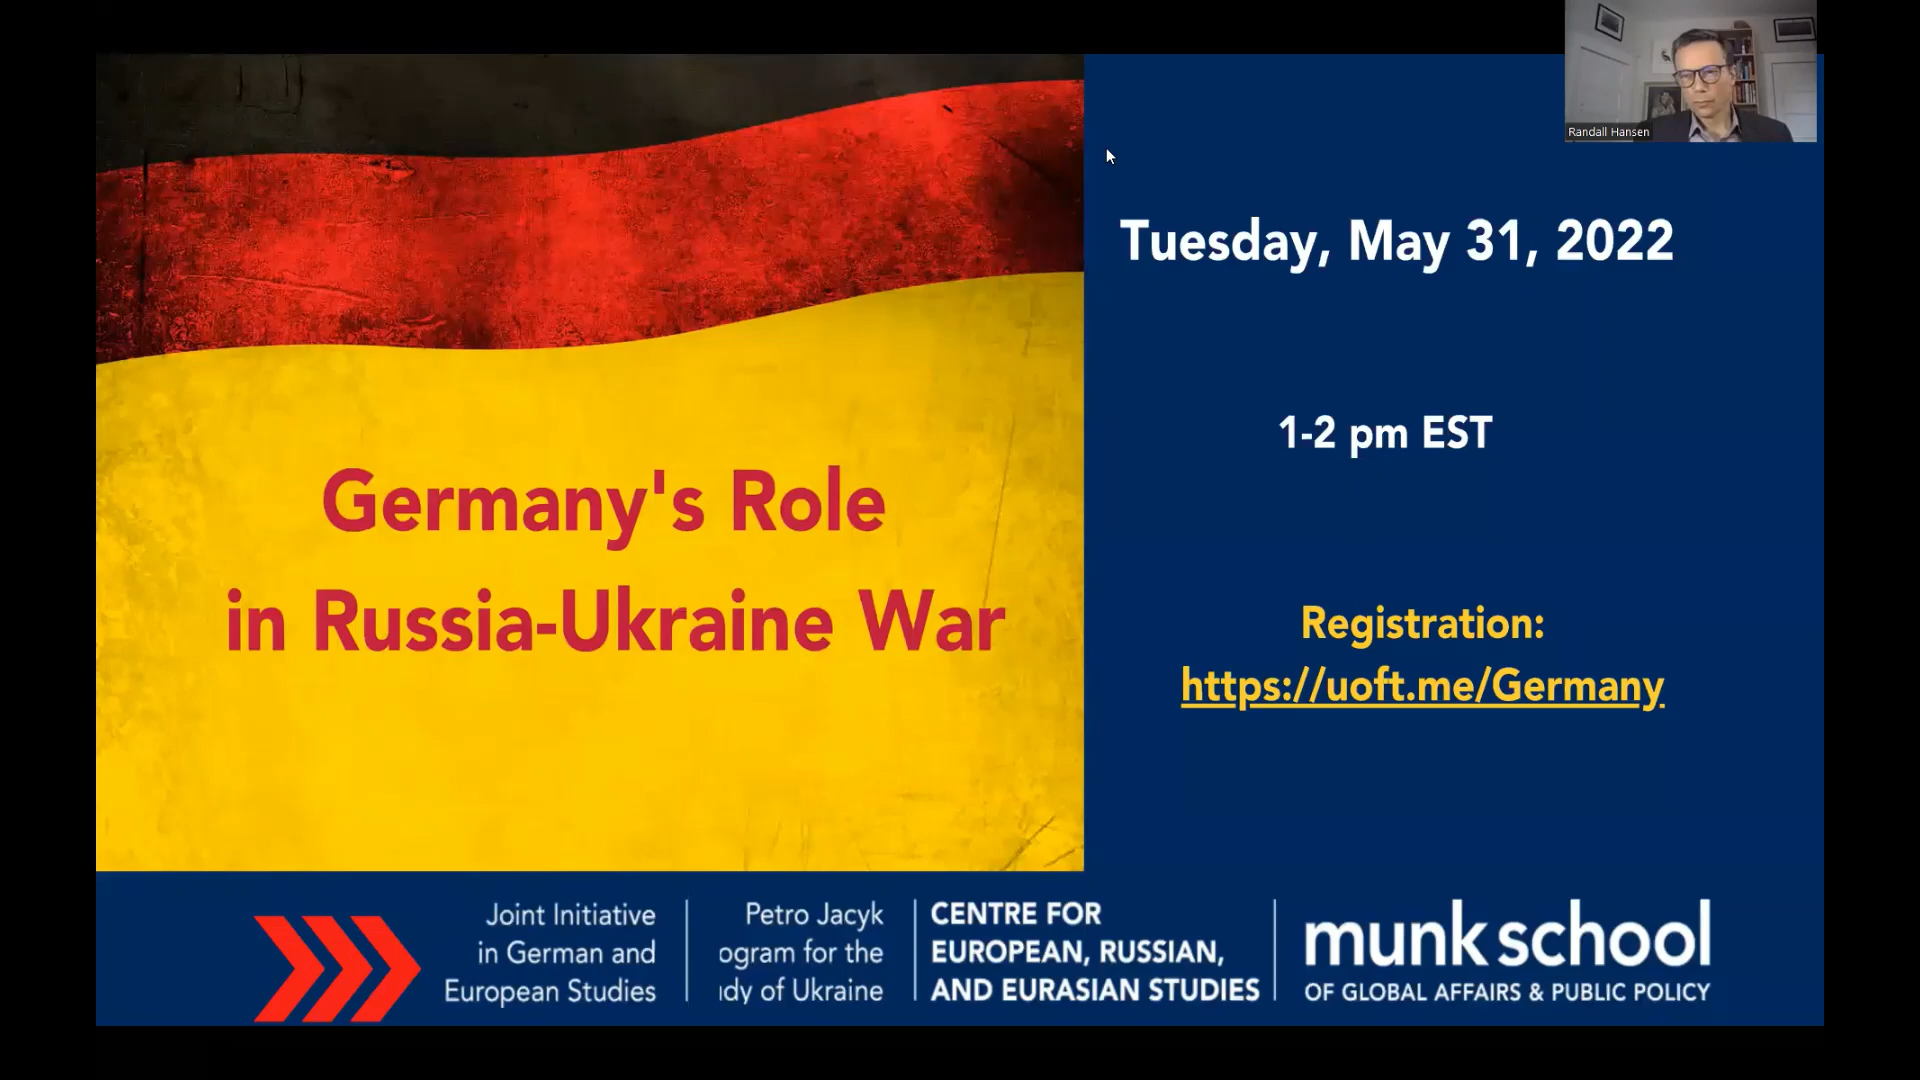 Randall Hansen
Tuesday, May 31, 2022
1-2 pm EST
Germany's Role
in Russia-Ukraine War
Registration:
https://uoft.me/Germany
Joint Initiative
in German and
European Studies
Petro Jacyk
ogram for the
dy of Ukraine
CENTRE FOR
EUROPEAN, RUSSIAN,
AND EURASIAN STUDIES
munk school
OF GLOBAL AFFAIRS & PUBLIC POLICY